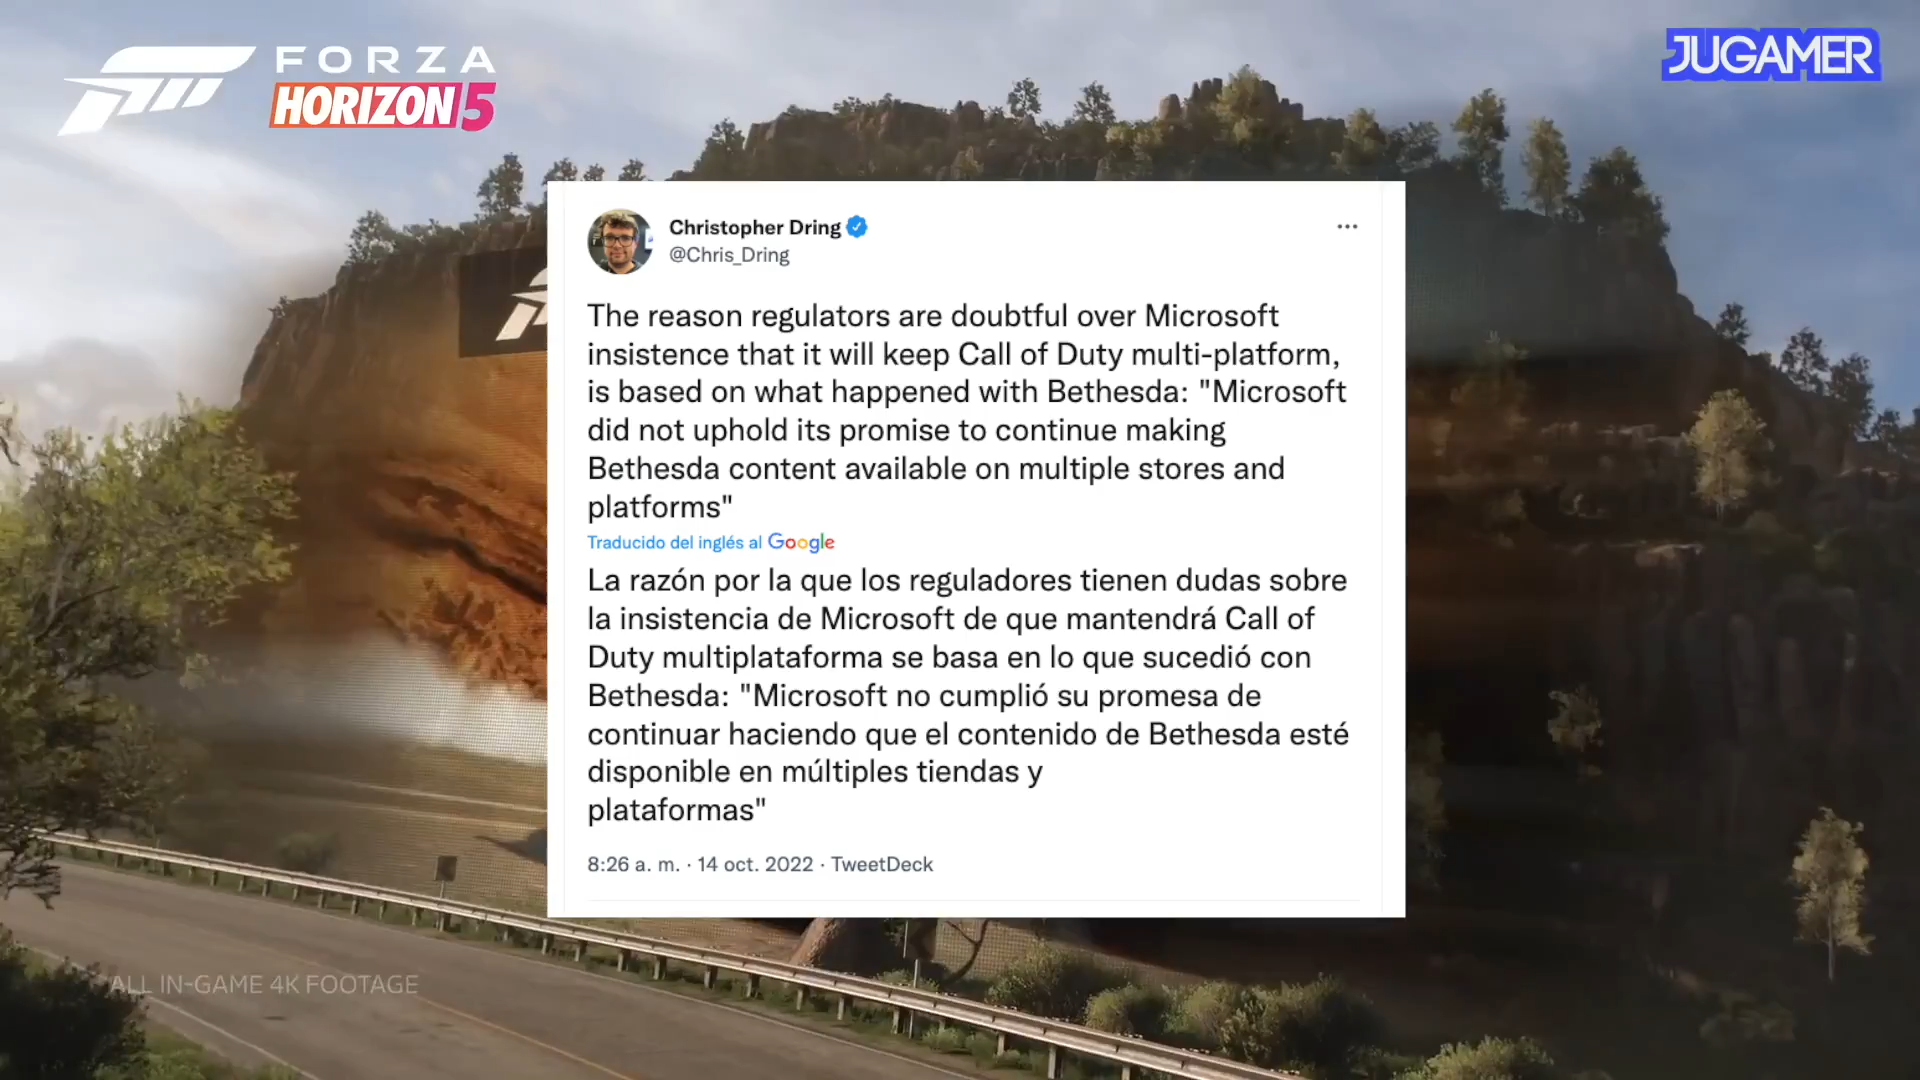 FORZA
HORIZON 5
JUGAMER
Christopher Dring
@Chris_Dring
The reason regulators are doubtful over Microsoft
insistence that it will keep Call of Duty multi-platform,
is based on what happened with Bethesda: "Microsoft
did not uphold its promise to continue making
Bethesda content available on multiple stores and
platforms"
Traducido del inglés al Google
La razón por la que los reguladores tienen dudas sobre
la insistencia de Microsoft de que mantendrá Call of
Duty multiplataforma se basa en lo que sucedió con
Bethesda: "Microsoft no cumplió su promesa de
continuar haciendo que el contenido de Bethesda esté
disponible en múltiples tiendas y
plataformas"
8:26 a. m. · 14 oct. 2022 · TweetDeck
ALL IN-GAME 4K FOOTAGE